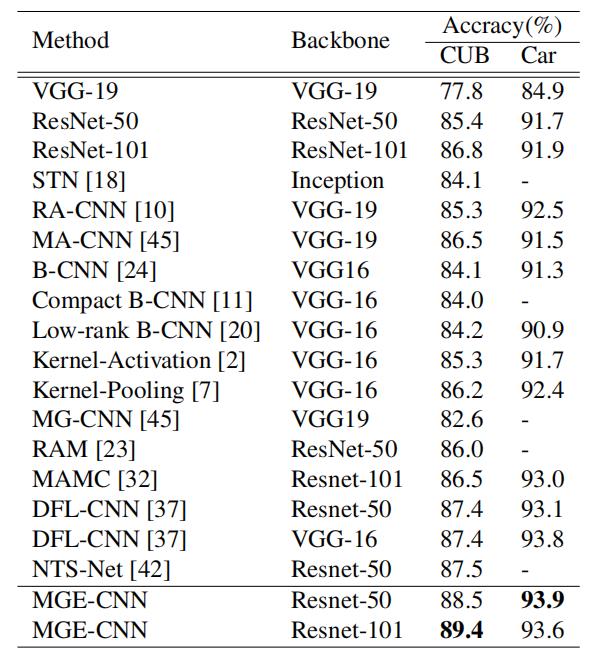 Method Backbone Accracy(%)
CUB Car
VGG-19 VGG-19 77.8 84.9
ResNet-50 ResNet-50 85.4 91.7
ResNet-101 ResNet-101 86.8 91.9
STN [18] Inception 84.1 -
RA-CNN [10] VGG-19 85.3 92.5
MA-CNN [45] VGG-19 86.5 91.5
B-CNN [24] VGG16 84.1 91.3
Compact B-CNN [11] VGG-16 84.0 -
Low-rank B-CNN [20] VGG-16 84.2 90.9
Kernel-Activation [2] VGG-16 85.3 91.7
Kernel-Pooling [7] VGG-16 86.2 92.4
MG-CNN [45] VGG19 82.6 -
RAM [23] ResNet-50 86.0 -
MAMC [32] Resnet-101 86.5 93.0
DFL-CNN [37] Resnet-50 87.4 93.1
DFL-CNN [37] VGG-16 87.4 93.8
NTS-Net [42] Resnet-50 87.5 -
MGE-CNN Resnet-50 88.5 93.9
MGE-CNN Resnet-101 89.4 93.6